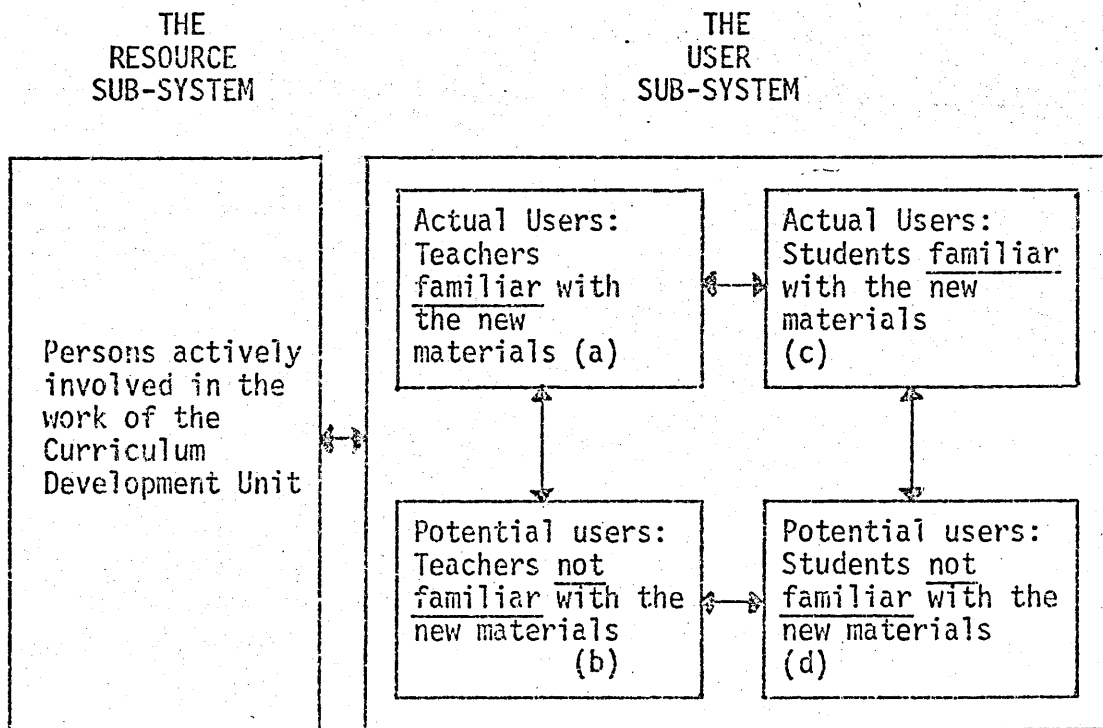 THE
RESOURCE
SUB-SYSTEM
THE
USER
SUB-SYSTEM
Persons actively
involved in the
work of the
Curriculum
Development Unit
Actual Users:
Teachers
familiar with
the new
materials (a)
Actual Users:
Students familiar
with the new
materials
(c)
Potential users:
Teachers not
familiar with the
new materials
(b)
Potential users:
Students not
familiar with the
new materials
(d)